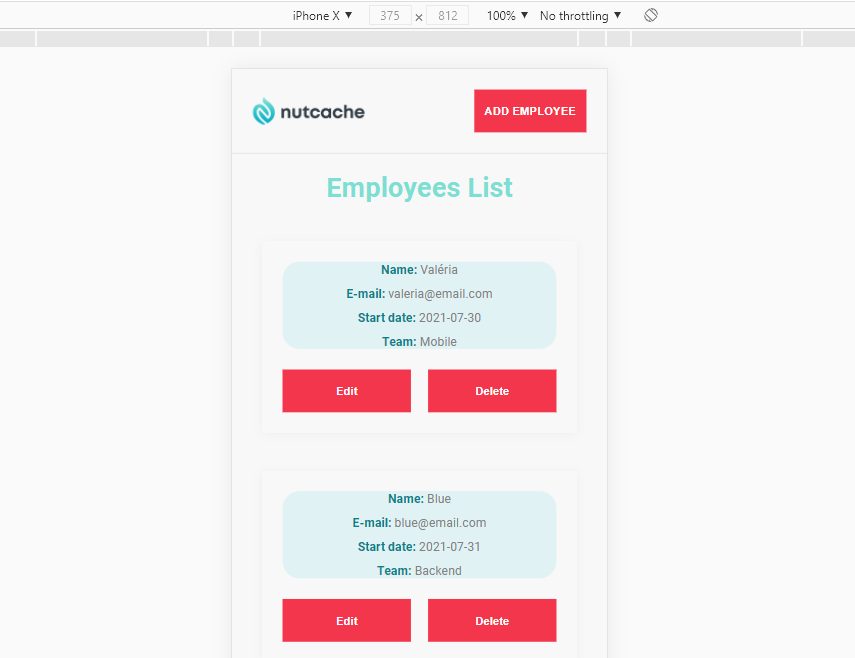 iPhone X ▼ 375 × 812 100% ▼ No throttling ▼
nutcache ADD EMPLOYEE
Employees List
Name: Valéria
E-mail: valeria@email.com
Start date: 2021-07-30
Team: Mobile
Edit Delete
Name: Blue
E-mail: blue@email.com
Start date: 2021-07-31
Team: Backend
Edit Delete